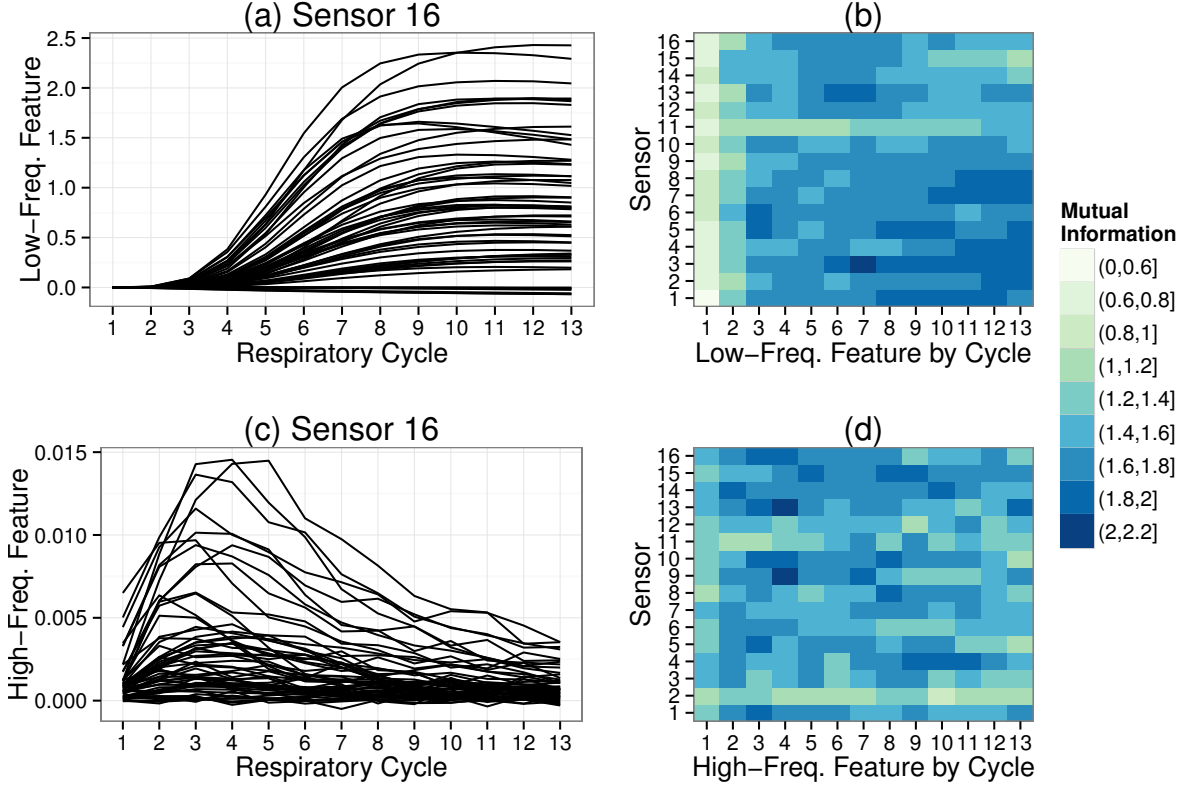 (a) Sensor 16
Low−Freq. Feature
2.5
2.0
1.5
1.0
0.5
0.0
1 2 3 4 5 6 7 8 9 10 11 12 13
Respiratory Cycle
(b)
Sensor
16
15
14
13
12
11
10
9
8
7
6
5
4
3
2
1
1 2 3 4 5 6 7 8 9 10 11 12 13
Low−Freq. Feature by Cycle
(c) Sensor 16
High−Freq. Feature
0.015
0.010
0.005
0.000
1 2 3 4 5 6 7 8 9 10 11 12 13
Respiratory Cycle
(d)
Sensor
16
15
14
13
12
11
10
9
8
7
6
5
4
3
2
1
1 2 3 4 5 6 7 8 9 10 11 12 13
High−Freq. Feature by Cycle
Mutual
Information
(0,0.6]
(0.6,0.8]
(0.8,1]
(1,1.2]
(1.2,1.4]
(1.4,1.6]
(1.6,1.8]
(1.8,2]
(2,2.2]